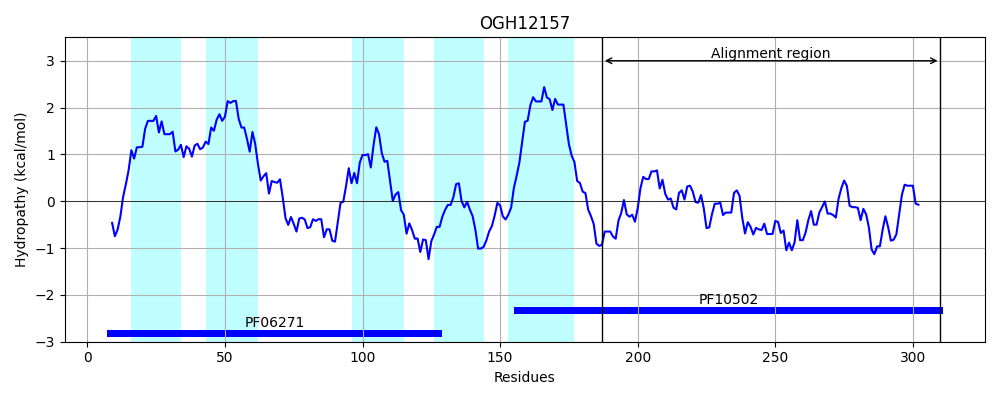 OGH12157
Hydropathy (kcal/mol)
3
2
1
0
−1
−2
−3
Alignment region
PF10502
PF06271
0 50 100 150 200 250 300
Residues